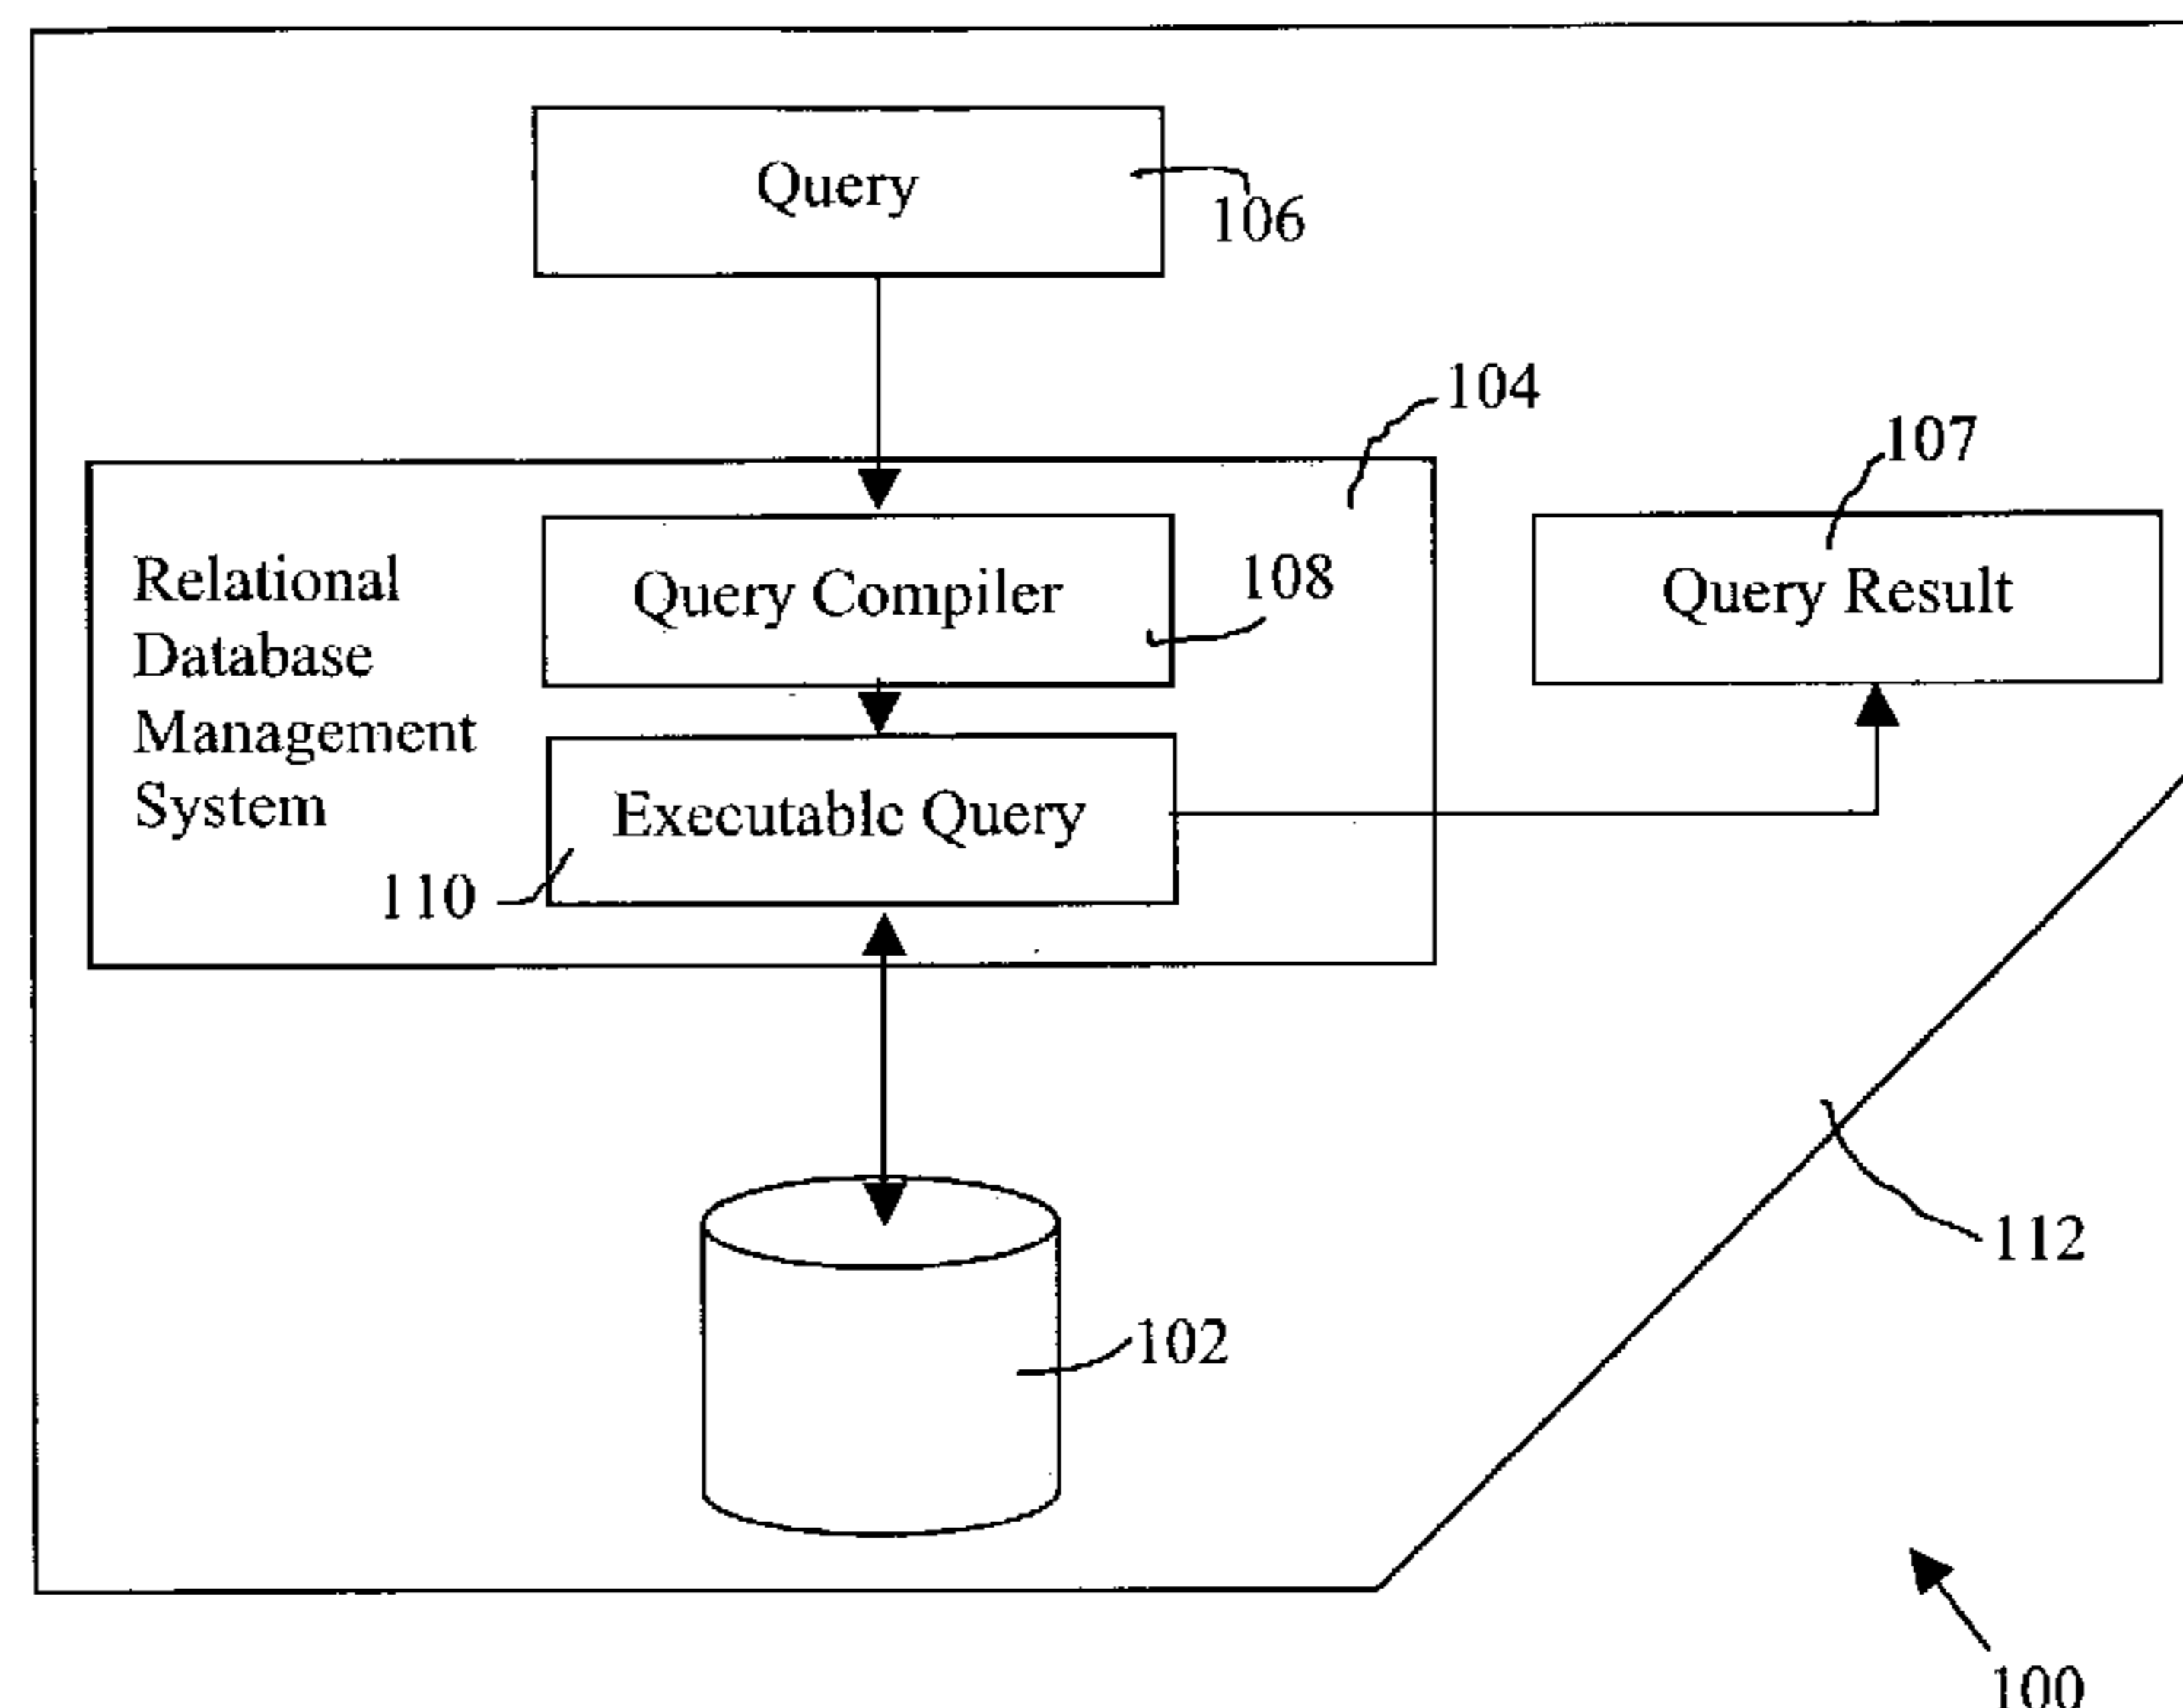 Query
106
104
107
Relational
Database
Management
System
Query Compiler
108
Query Result
Executable Query
110
112
102
100